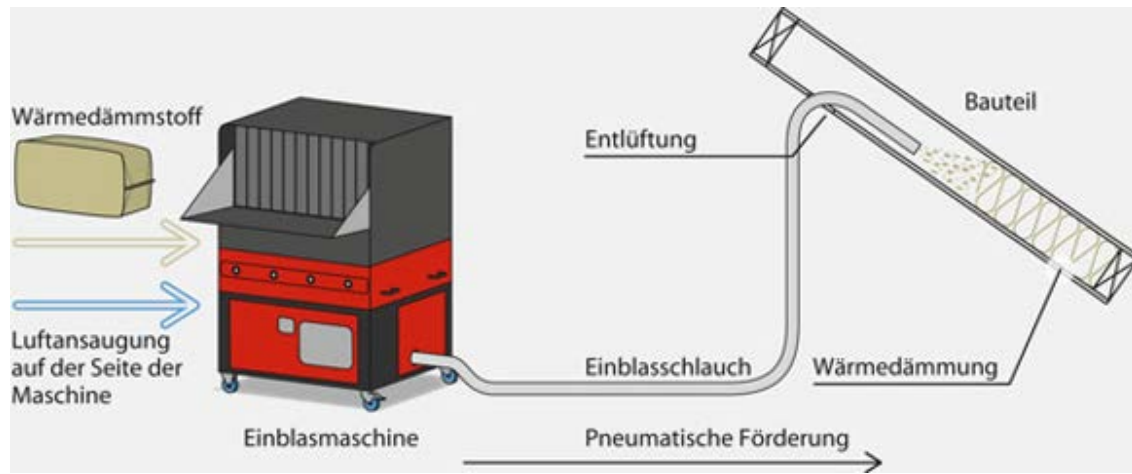 Wärmedämmstoff
Luftansaugung
auf der Seite der
Maschine
Einblasmaschine
Entlüftung
Bauteil
Einblasschlauch
Wärmedämmung
Pneumatische Förderung